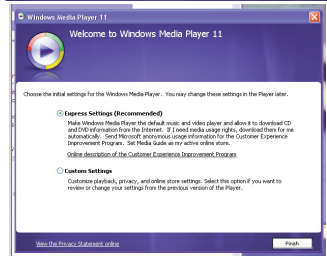 Windows Media Player 11
Welcome to Windows Media Player 11
Choose the initial settings for the Windows Media Player. You may change these settings in the Player later.
Express Settings (Recommended)
Make Windows Media Player the default music and video player and allow it to download CD
and DVD information from the Internet. If I need media usage rights, download them for me
automatically. Send Microsoft anonymous usage information for the Customer Experience
Improvement Program. Set Media Guide as my active online store.
Online description of the Customer Experience Improvement Program
Custom Settings
Customize playback, privacy, and online store settings. Select this option if you want to
review or change your settings from the previous version of the Player.
View the Privacy Statement online
Finish